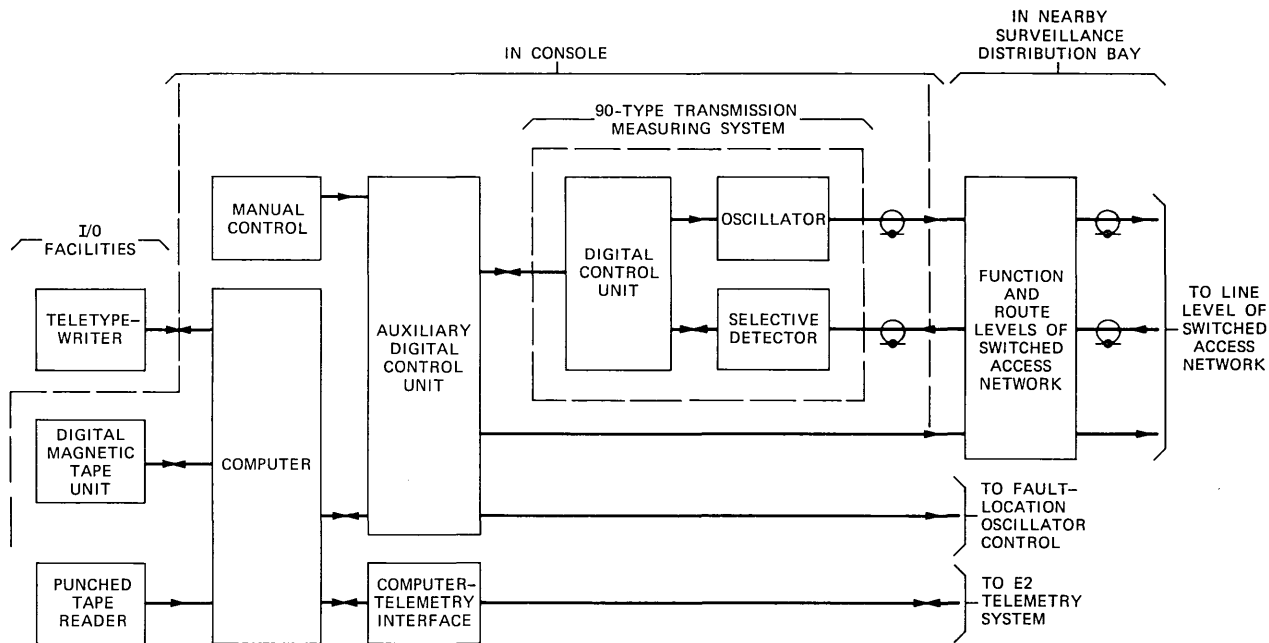 IN NEARBY
SURVEILLANCE
DISTRIBUTION BAY
IN CONSOLE
90-TYPE TRANSMISSION
MEASURING SYSTEM
I/O
FACILITIES
MANUAL
CONTROL
OSCILLATOR
DIGITAL
CONTROL
UNIT
SELECTIVE
DETECTOR
TELETYPE-
WRITER
AUXILIARY
DIGITAL
CONTROL
UNIT
FUNCTION
AND
ROUTE
LEVELS OF
SWITCHED
ACCESS
NETWORK
TO LINE
LEVEL OF
SWITCHED
ACCESS
NETWORK
DIGITAL
MAGNETIC
TAPE
UNIT
COMPUTER
TO FAULT-
LOCATION
OSCILLATOR
CONTROL
PUNCHED
TAPE
READER
COMPUTER-
TELEMETRY
INTERFACE
TO E2
TELEMETRY
SYSTEM